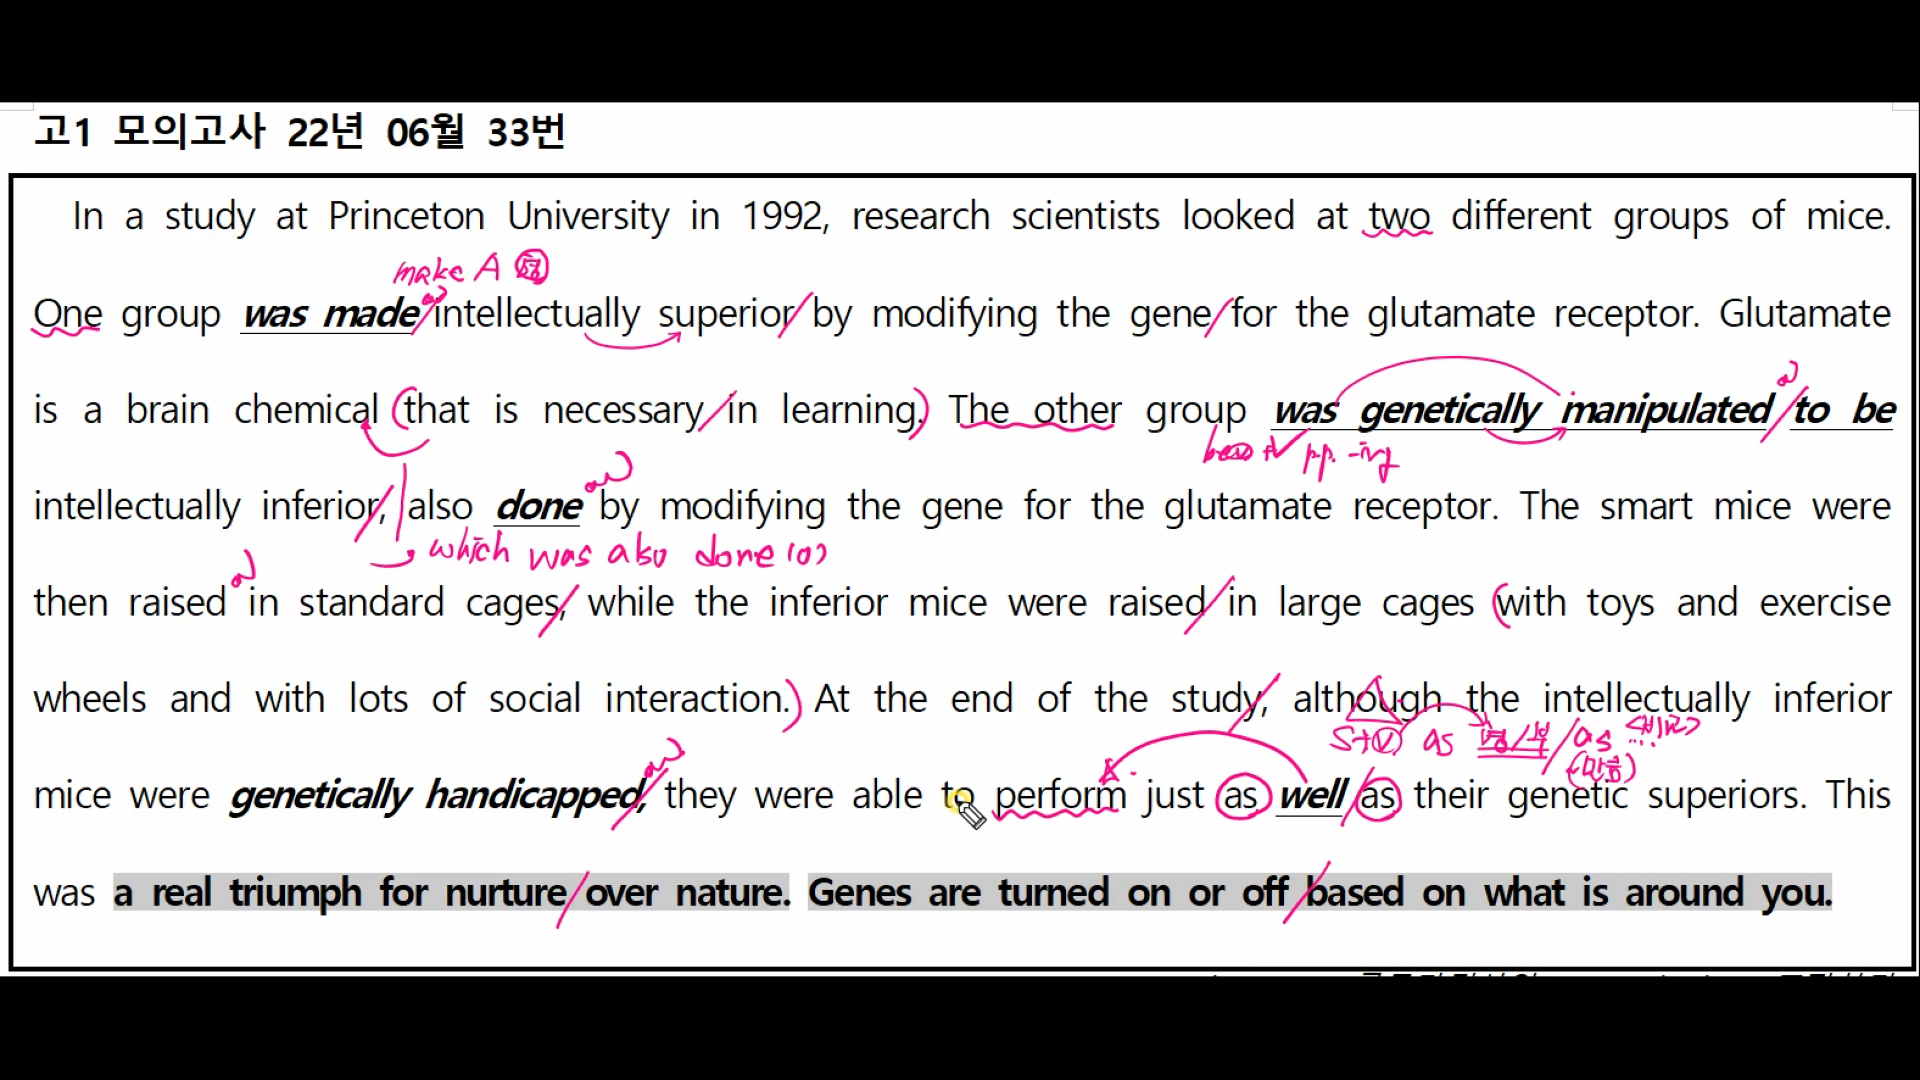 고1 모의고사 22년 06월 33번
In a study at Princeton University in 1992, research scientists looked at two different groups of mice.
make A 형
One group was made intellectually superior by modifying the gene for the glutamate receptor. Glutamate
is a brain chemical (that is necessary in learning.) The other group was genetically manipulated to be
p.p. -ing
intellectually inferior, also done by modifying the gene for the glutamate receptor. The smart mice were
which was also done (o)
then raised in standard cages, while the inferior mice were raised in large cages (with toys and exercise
wheels and with lots of social interaction.) At the end of the study, although the intellectually inferior
S+V as 형/부/as <비교>
(만큼)
mice were genetically handicapped, they were able to perform just as well as their genetic superiors. This
was a real triumph for nurture over nature. Genes are turned on or off based on what is around you.